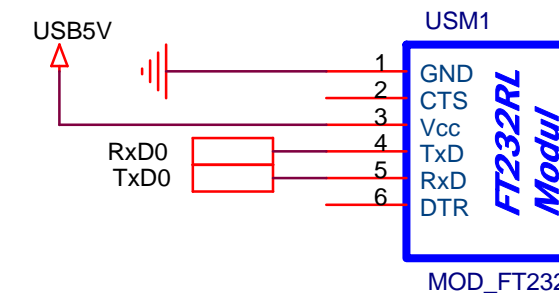 USM1
USB5V
1 GND
2 CTS
3 Vcc
RxD0 4 TxD
TxD0 5 RxD
6 DTR
FT232RL
Modul
MOD_FT232